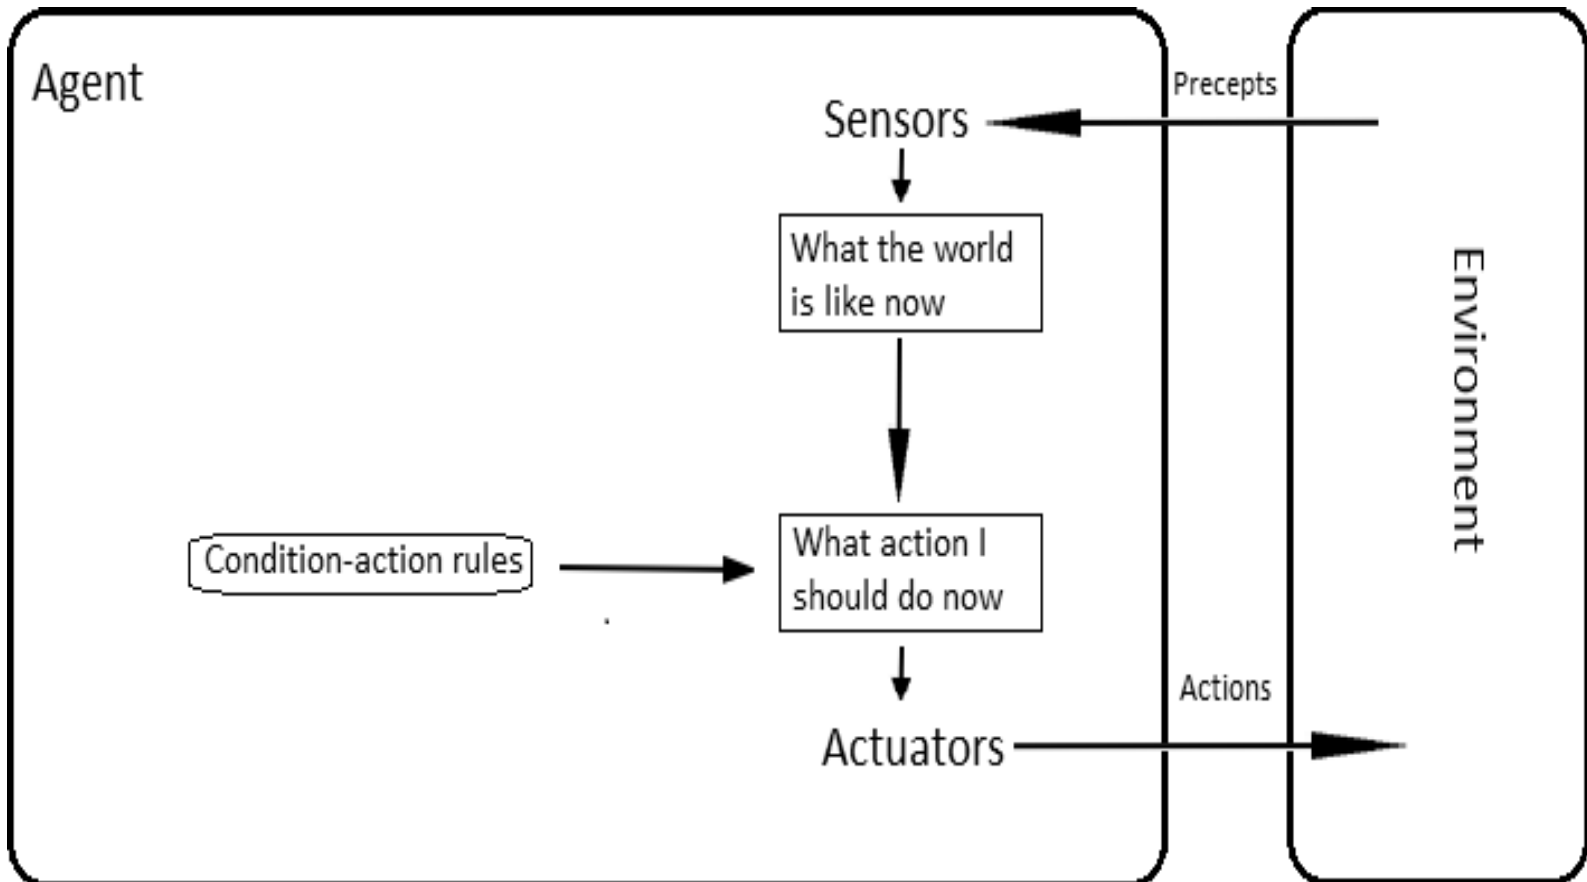 Agent
Precepts
Sensors
What the world
is like now
Environment
Condition-action rules
What action I
should do now
Actions
Actuators